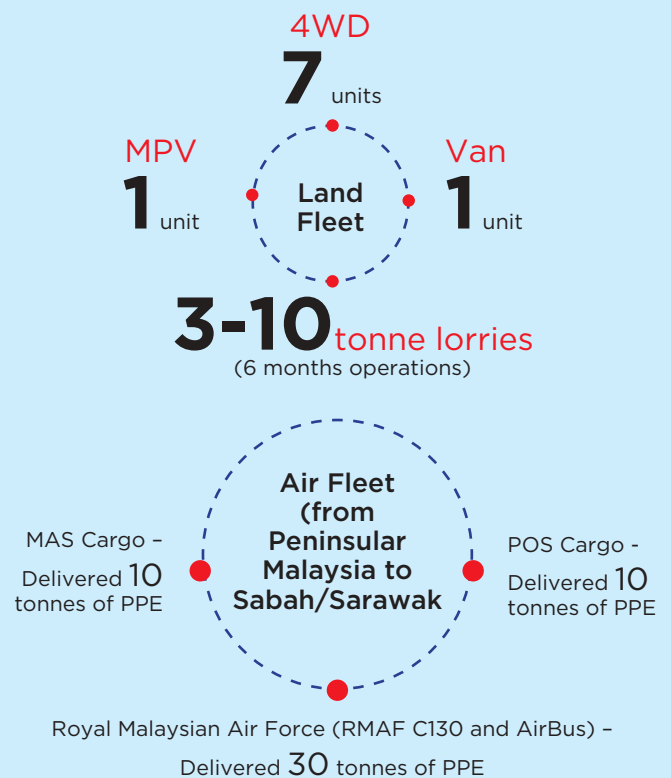 4WD
7 units
MPV
1 unit
Van
1 unit
Land
Fleet
3-10 tonne lorries
(6 months operations)
Air Fleet
(from
Peninsular
Malaysia to
Sabah/Sarawak
MAS Cargo –
Delivered 10
tonnes of PPE
POS Cargo -
Delivered 10
tonnes of PPE
Royal Malaysian Air Force (RMAF C130 and AirBus) –
Delivered 30 tonnes of PPE